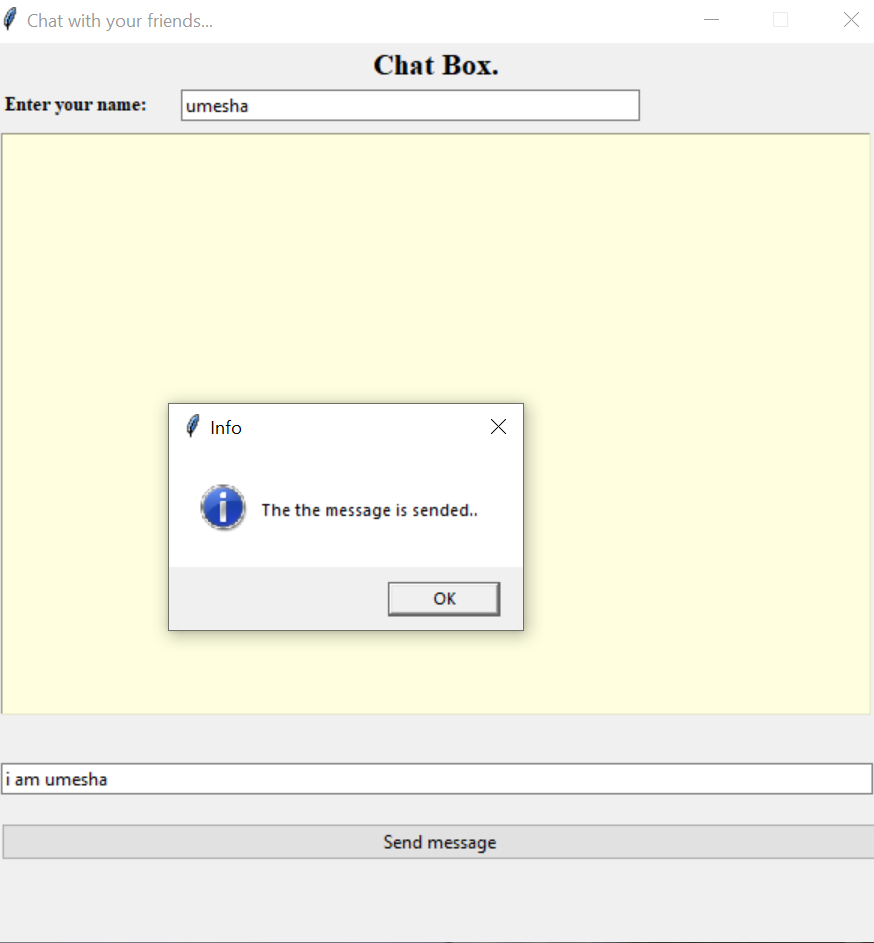 Chat with your friends...
Chat Box.
Enter your name:
umesha
Info
The the message is sended..
OK
i am umesha
Send message